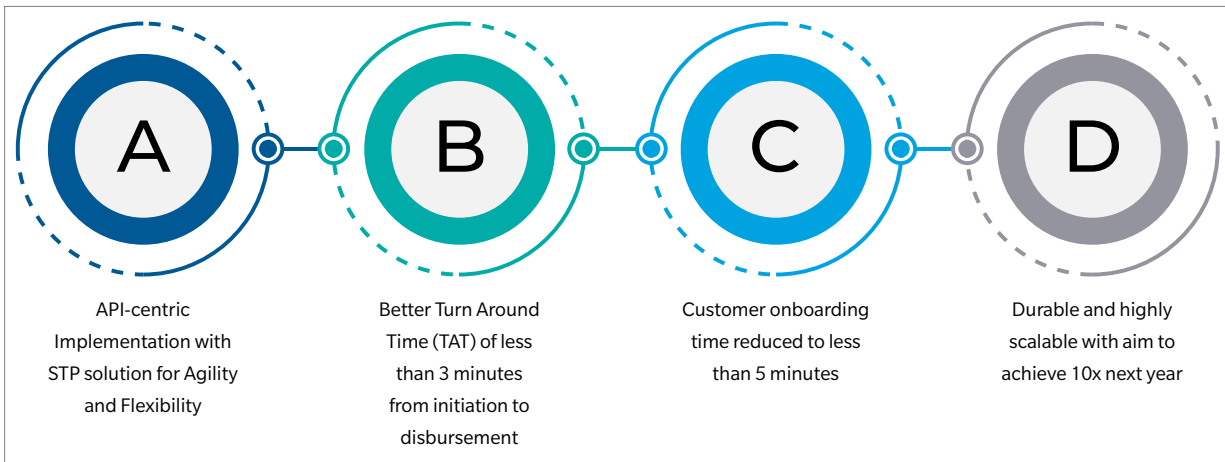 A
API-centric
Implementation with
STP solution for Agility
and Flexibility
B
Better Turn Around
Time (TAT) of less
than 3 minutes
from initiation to
disbursement
C
Customer onboarding
time reduced to less
than 5 minutes
D
Durable and highly
scalable with aim to
achieve 10x next year